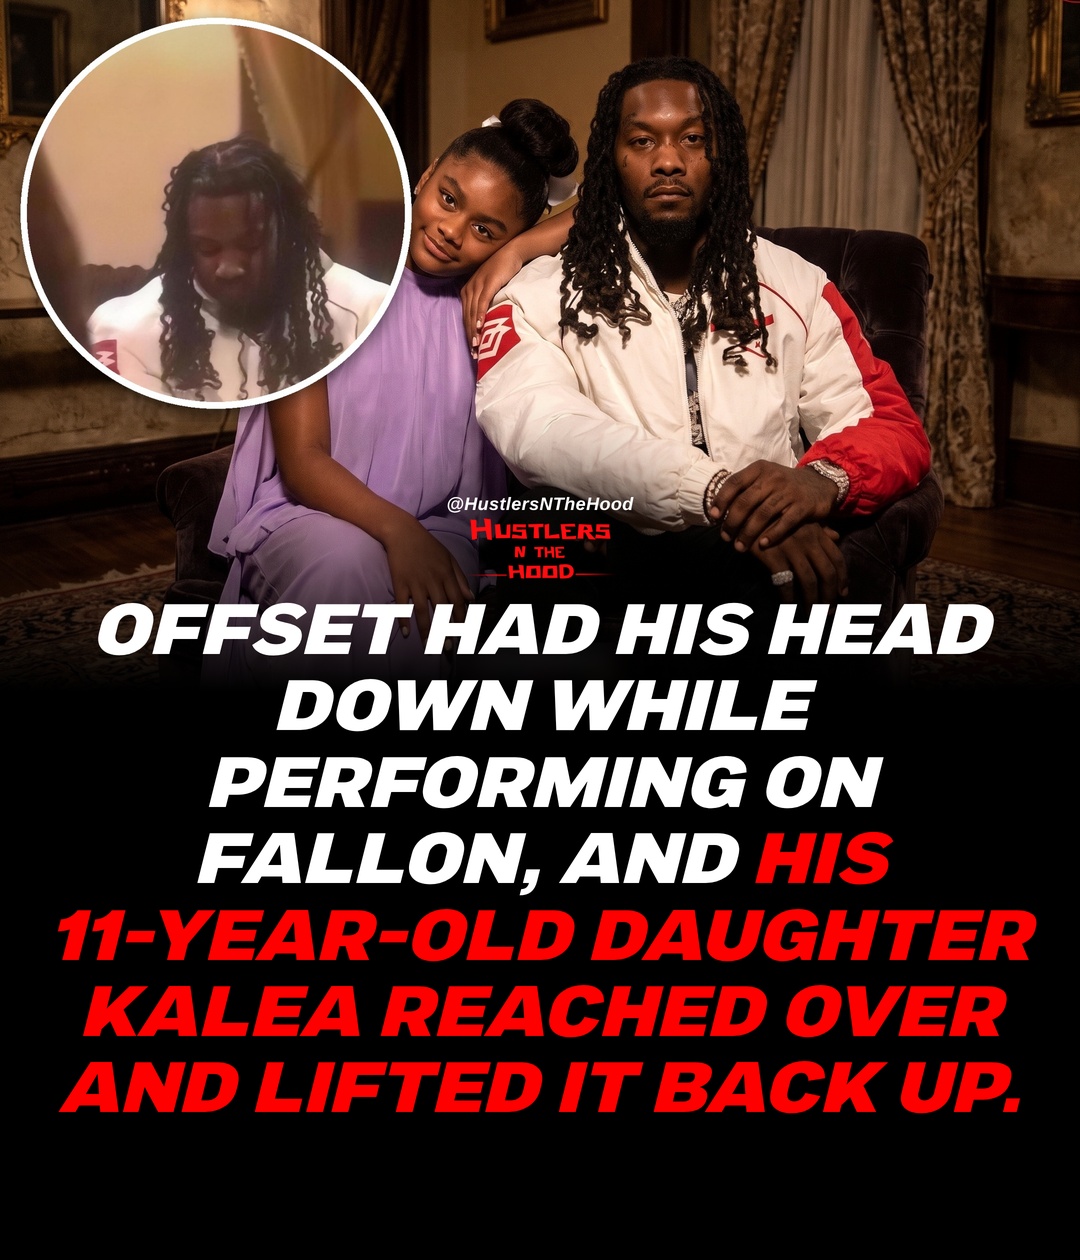 @HustlersNTheHood
HUSTLERS
N THE
HOOD
OFFSET HAD HIS HEAD
DOWN WHILE
PERFORMING ON
FALLON, AND HIS
11-YEAR-OLD DAUGHTER
KALEA REACHED OVER
AND LIFTED IT BACK UP.